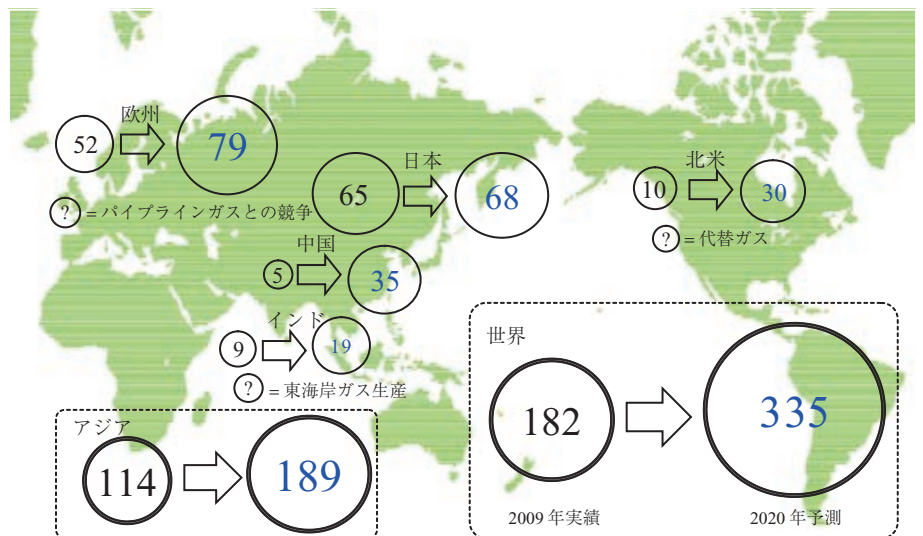 欧州
52
79
? = パイプラインガスとの競争
日本
65
68
北米
10
30
? = 代替ガス
中国
5
35
インド
9
19
? = 東海岸ガス生産
アジア
114
189
世界
182
335
2009 年実績
2020 年予測